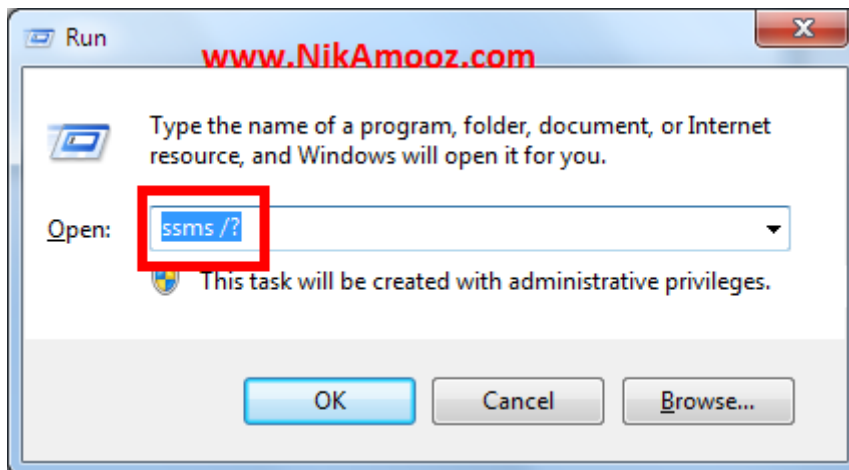 Run
www.NikAmooz.com
Type the name of a program, folder, document, or Internet
resource, and Windows will open it for you.
Open:
ssms /?
This task will be created with administrative privileges.
OK
Cancel
Browse...